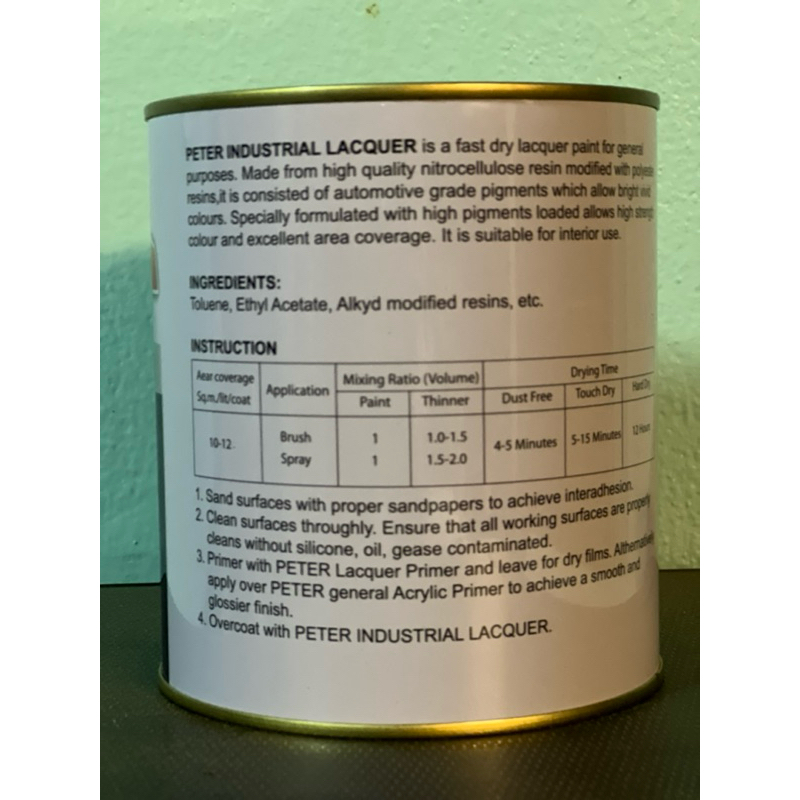 PETER INDUSTRIAL LACQUER is a fast dry lacquer paint for general
purposes. Made from high quality nitrocellulose resin modified with
resins,it is consisted of automotive grade pigments which allow bright vivid
colours. Specially formulated with high pigments loaded allows high
colour and excellent area coverage. It is suitable for interior use.
INGREDIENTS:
Toluene, Ethyl Acetate, Alkyd modified resins, etc.
INSTRUCTION
Aear coverage Application Mixing Ratio (Volume) Drying Time
Sq.m./lit/coat Paint Thinner Dust Free Touch Dry Hard Dry
10-12 Brush 1 1.0-1.5 4-5 Minutes 5-15 Minutes 12 Hours
Spray 1 1.5-2.0
1. Sand surfaces with proper sandpapers to achieve interadhesion.
2. Clean surfaces throughly. Ensure that all working surfaces are properly
cleans without silicone, oil, gease contaminated.
3. Primer with PETER Lacquer Primer and leave for dry films.
apply over PETER general Acrylic Primer to achieve a smooth and
glossier finish.
4. Overcoat with PETER INDUSTRIAL LACQUER.